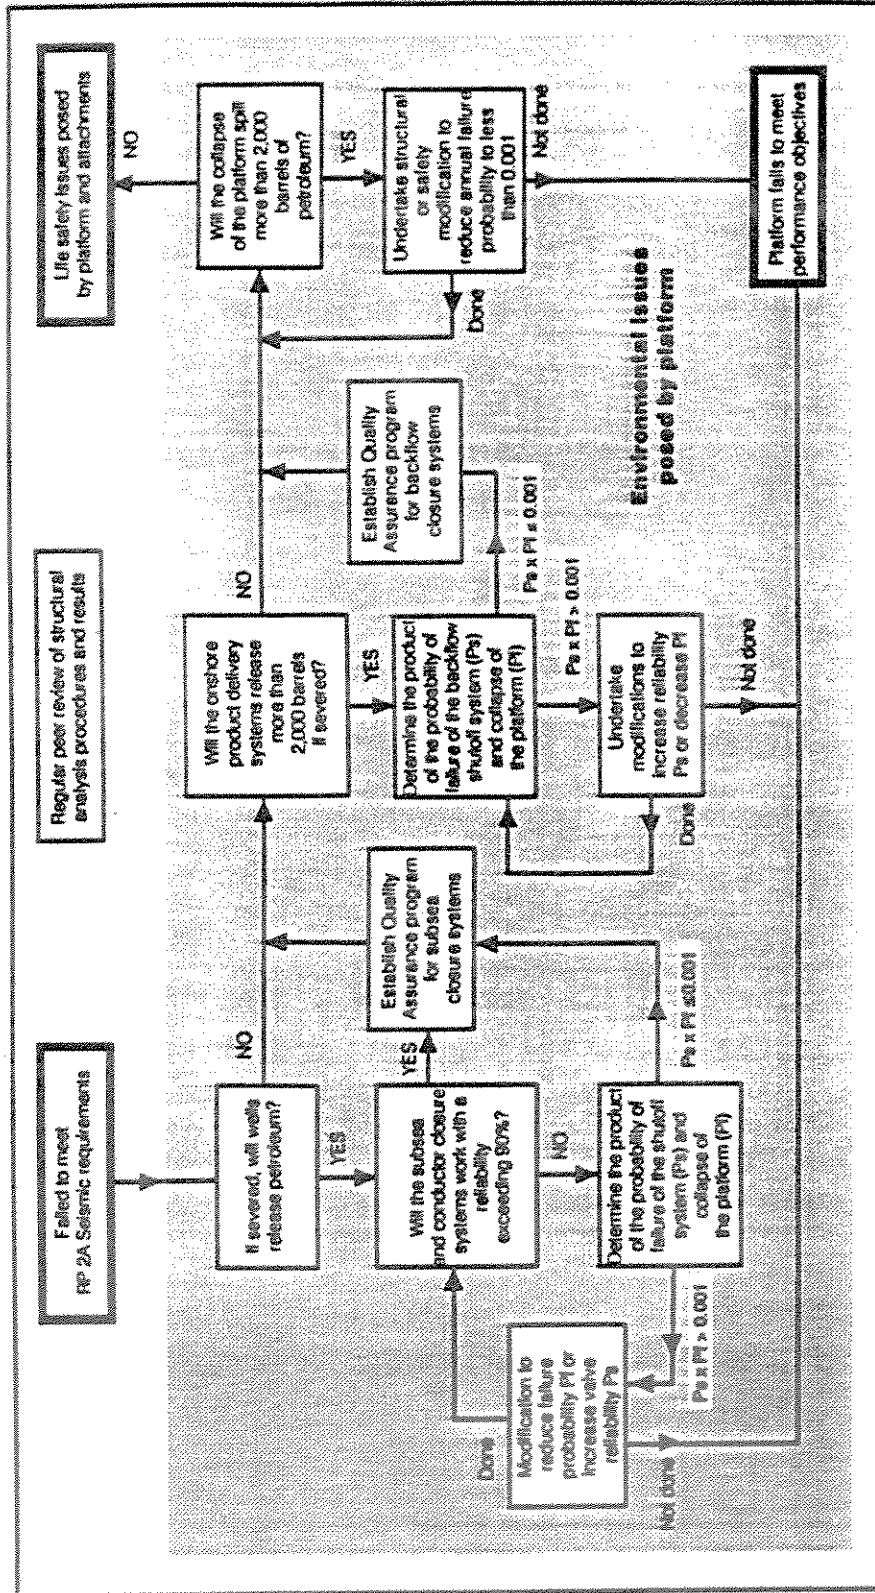 Failed to meet
RP 2A Seismic requirements
Regular peer review of structural
analysis procedures and results
Life safety issues posed
by platform and attachments
If severed, will wells
release petroleum?
NO
YES
Will the subsea
and conductor closure
systems work with a
reliability
exceeding 90%?
YES
NO
Establish Quality
Assurance program
for subsea
closure systems
Determine the product
of the probability of
failure of the shutoff
system (Ps) and
collapse of
the platform (Pf)
Ps x Pf ≤0.001
Ps x Pf > 0.001
Modification to
reduce failure
probability Pf or
increase valve
reliability Ps
Done
Not done
Will the onshore
product delivery
systems release
more than
2,000 barrels
if severed?
NO
YES
Determine the product
of the probability of
failure of the backflow
shutoff system (Ps)
and collapse of
the platform (Pf)
Ps x Pf ≤ 0.001
Ps x Pf > 0.001
Establish Quality
Assurance program
for backflow
closure systems
Undertake
modifications to
increase reliability
Ps or decrease Pf
Done
Not done
Will the collapse
of the platform spill
more than 2,000
barrels of
petroleum?
NO
YES
Undertake structural
or safety
modification to
reduce annual failure
probability to less
than 0.001
Done
Not done
Environmental issues
posed by platform
Platform fails to meet
performance objectives